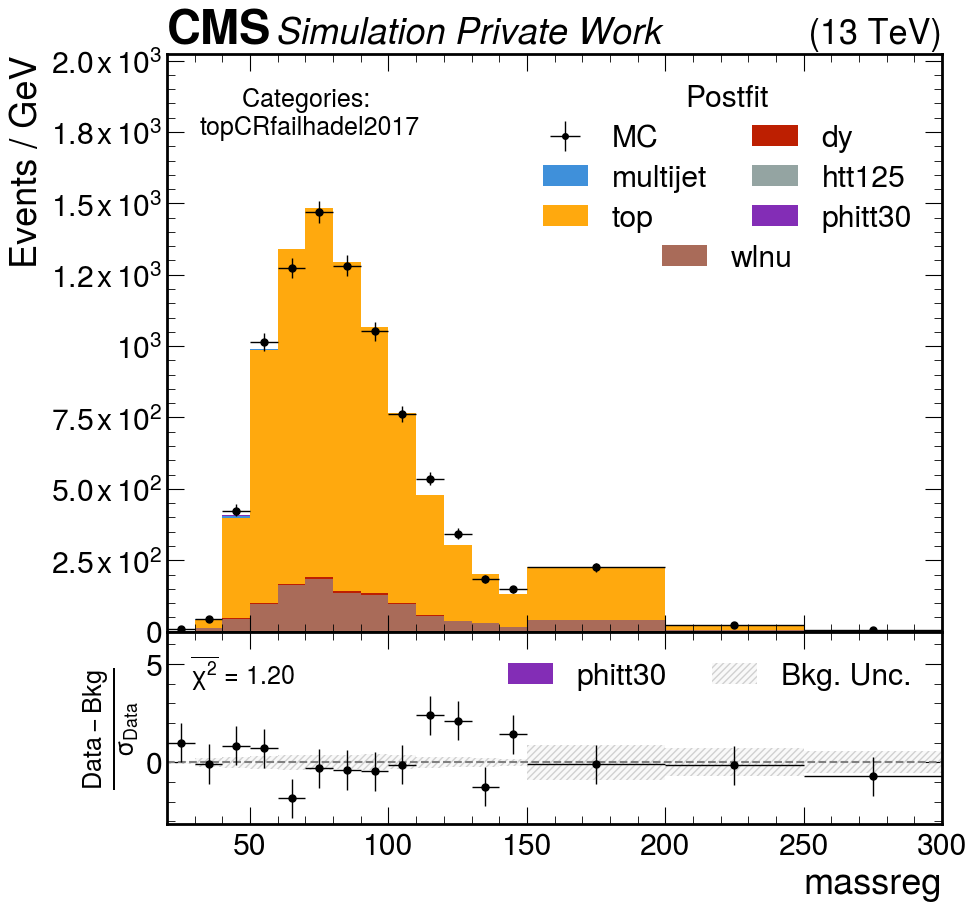 CMS Simulation Private Work (13 TeV)
Events / GeV
2.0 x 10³
1.8 x 10³
1.5 x 10³
1.2 x 10³
10³
7.5 x 10²
5.0 x 10²
2.5 x 10²
0
Categories:
topCRfailhadel2017
Postfit
MC dy
multijet htt125
top phitt30
wlnu
Data − Bkg
σData
5
0
χ² = 1.20
phitt30 Bkg. Unc.
50 100 150 200 250 300
massreg